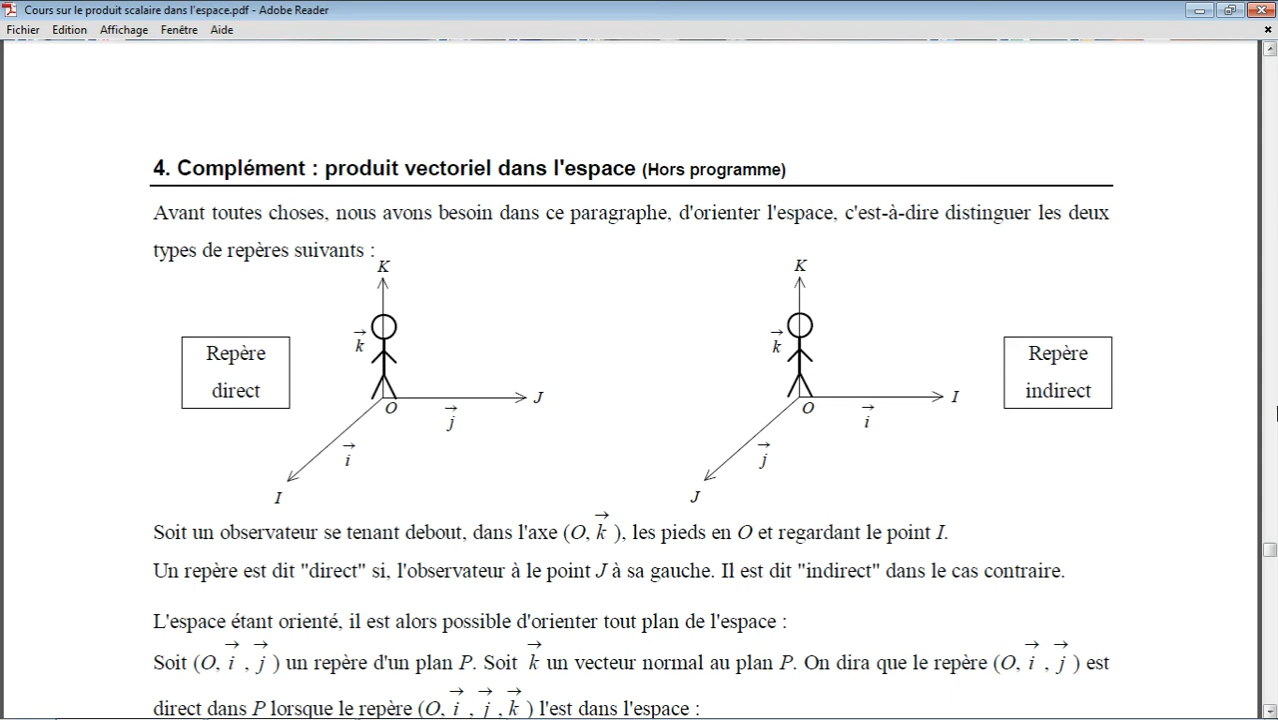 Cours sur le produit scalaire dans l'espace.pdf - Adobe Reader
Fichier Edition Affichage Fenêtre Aide
4. Complément : produit vectoriel dans l'espace (Hors programme)
Avant toutes choses, nous avons besoin dans ce paragraphe, d'orienter l'espace, c'est-à-dire distinguer les deux
types de repères suivants :
K
k
Repère
direct
O
J
j
i
I
K
k
O
I
i
j
J
Repère
indirect
Soit un observateur se tenant debout, dans l'axe (O, k ), les pieds en O et regardant le point I.
Un repère est dit "direct" si, l'observateur à le point J à sa gauche. Il est dit "indirect" dans le cas contraire.
L'espace étant orienté, il est alors possible d'orienter tout plan de l'espace :
Soit (O, i , j ) un repère d'un plan P. Soit k un vecteur normal au plan P. On dira que le repère (O, i , j ) est
direct dans P lorsque le repère (O, i , j , k ) l'est dans l'espace :